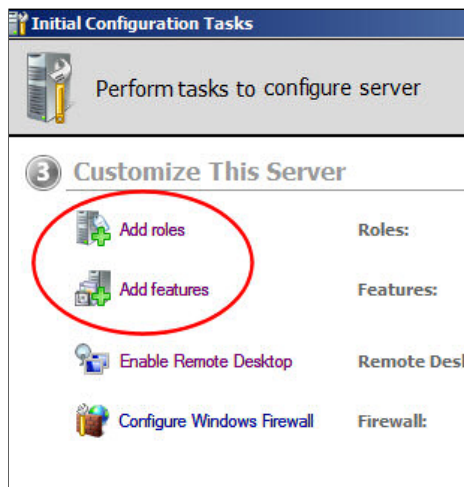 Initial Configuration Tasks
Perform tasks to configure server
3 Customize This Server
Add roles Roles:
Add features Features:
Enable Remote Desktop Remote Desk
Configure Windows Firewall Firewall: